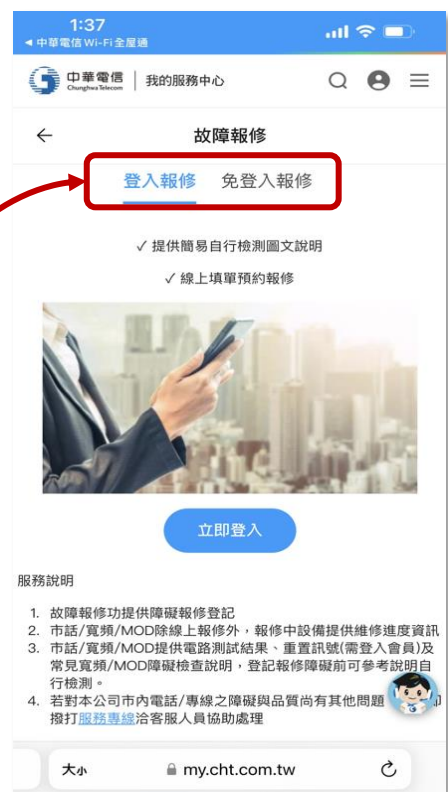 1:37
◀ 中華電信 Wi-Fi 全屋通
中華電信 Chunghwa Telecom | 我的服務中心
← 故障報修
登入報修 免登入報修
✓ 提供簡易自行檢測圖文說明
✓ 線上填單預約報修
立即登入
服務說明
1. 故障報修功提供障礙報修登記
2. 市話/寬頻/MOD除線上報修外，報修中設備提供維修進度資訊
3. 市話/寬頻/MOD提供電路測試結果、重置訊號(需登入會員)及
常見寬頻/MOD障礙檢查說明，登記報修障礙前可參考說明自
行檢測。
4. 若對本公司市內電話/專線之障礙與品質尚有其他問題
撥打服務專線洽客服人員協助處理
大小 my.cht.com.tw